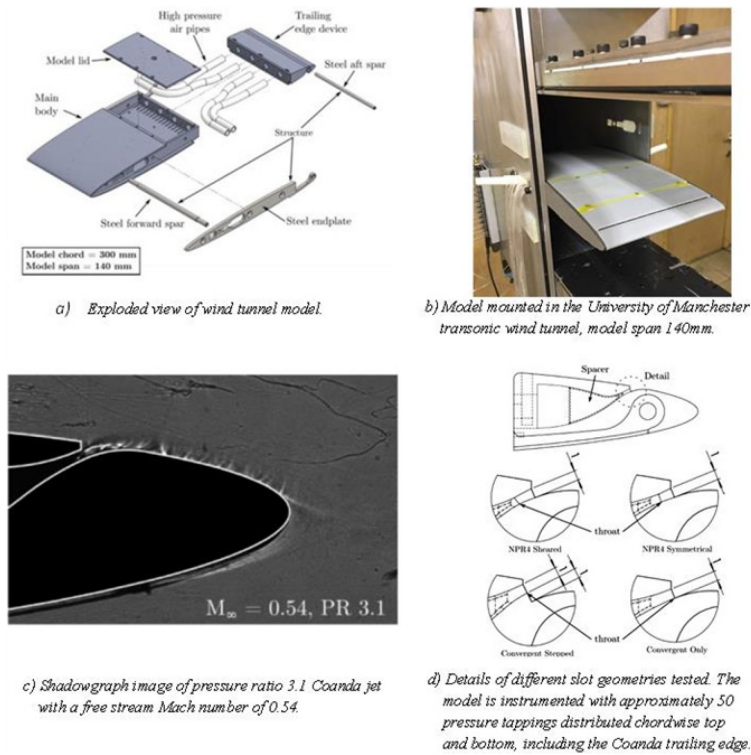 High pressure
air pipes
Trailing
edge device
Model lid
Steel aft spar
Main
body
Structure
Steel forward spar
Steel endplate
Model chord = 300 mm
Model span = 140 mm
a) Exploded view of wind tunnel model.
b) Model mounted in the University of Manchester
transonic wind tunnel, model span 140mm.
M∞ = 0.54, PR 3.1
c) Shadowgraph image of pressure ratio 3.1 Coanda jet
with a free stream Mach number of 0.54.
Spacer
Detail
throat
NPR4 Sheared
NPR4 Symmetrical
throat
Convergent Stepped
Convergent Only
d) Details of different slot geometries tested. The
model is instrumented with approximately 50
pressure tappings distributed chordwise top
and bottom, including the Coanda trailing edge.